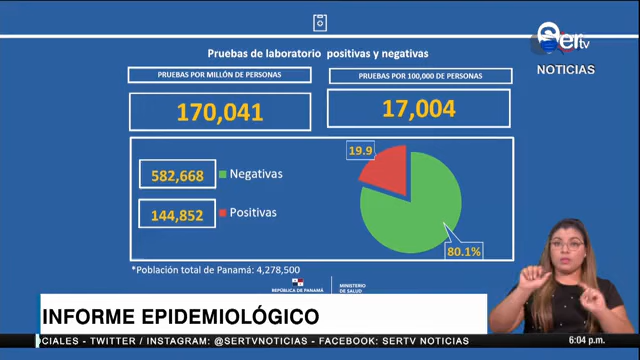 Sertv
NOTICIAS
Pruebas de laboratorio positivas y negativas
PRUEBAS POR MILLÓN DE PERSONAS
170,041
PRUEBAS POR 100,000 DE PERSONAS
17,004
582,668 Negativas
144,852 Positivas
19.9
80.1%
*Población total de Panamá: 4,278,500
REPÚBLICA DE PANAMÁ
MINISTERIO
DE SALUD
INFORME EPIDEMIOLÓGICO
CIALES - TWITTER / INSTAGRAM: @SERTVNOTICIAS - FACEBOOK: SERTV NOTICIAS
6:04 p.m.